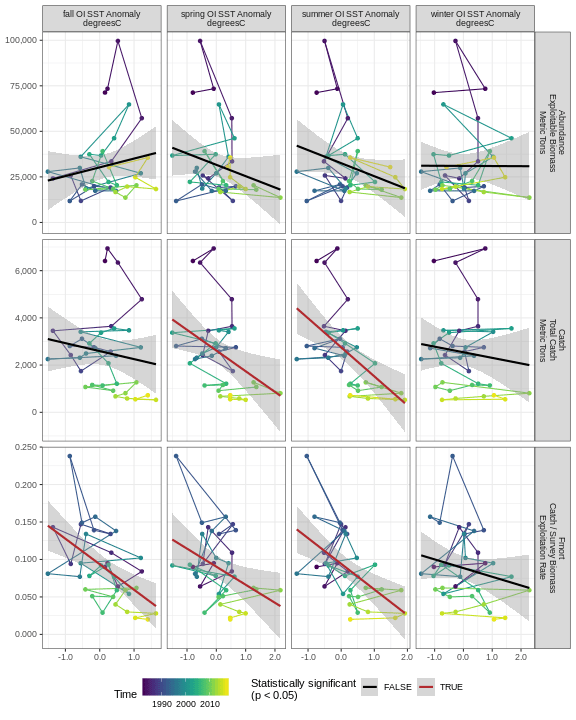 fall OI SST Anomaly
degreesC
spring OI SST Anomaly
degreesC
summer OI SST Anomaly
degreesC
winter OI SST Anomaly
degreesC
100,000
75,000
50,000
25,000
0
Abundance
Exploitable Biomass
Metric Tons
6,000
4,000
2,000
0
Catch
Total Catch
Metric Tons
0.250
0.200
0.150
0.100
0.050
0.000
Fmort
Catch / Survey Biomass
Exploitation Rate
-1.0 0.0 1.0
-1.0 0.0 1.0 2.0
-1.0 0.0 1.0 2.0
-1.0 0.0 1.0 2.0
Time
1990 2000 2010
Statistically significant
(p < 0.05)
FALSE
TRUE